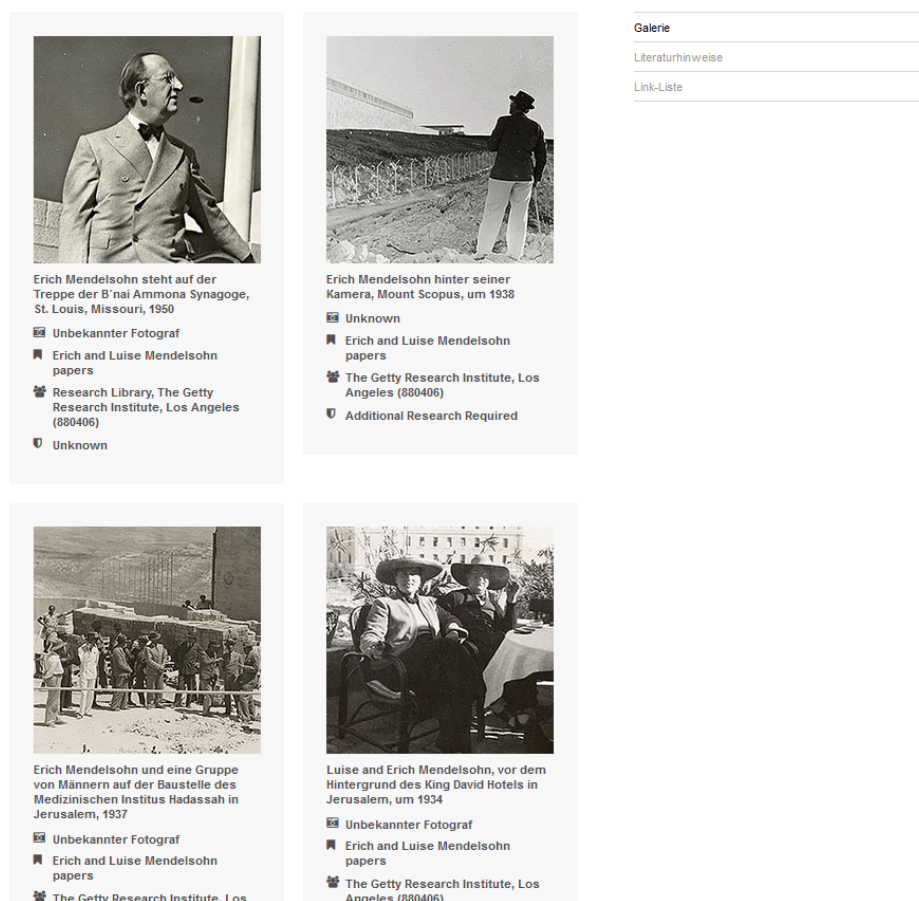 Erich Mendelsohn steht auf der
Treppe der B´nai Ammona Synagoge,
St. Louis, Missouri, 1950
Unbekannter Fotograf
Erich and Luise Mendelsohn
papers
Research Library, The Getty
Research Institute, Los Angeles
(880406)
Unknown
Erich Mendelsohn hinter seiner
Kamera, Mount Scopus, um 1938
Unknown
Erich and Luise Mendelsohn
papers
The Getty Research Institute, Los
Angeles (880406)
Additional Research Required
Erich Mendelsohn und eine Gruppe
von Männern auf der Baustelle des
Medizinischen Institus Hadassah in
Jerusalem, 1937
Unbekannter Fotograf
Erich and Luise Mendelsohn
papers
The Getty Research Institute, Los
Luise and Erich Mendelsohn, vor dem
Hintergrund des King David Hotels in
Jerusalem, um 1934
Unbekannter Fotograf
Erich and Luise Mendelsohn
papers
The Getty Research Institute, Los
Angeles (880406)
Galerie
Literaturhinweise
Link-Liste